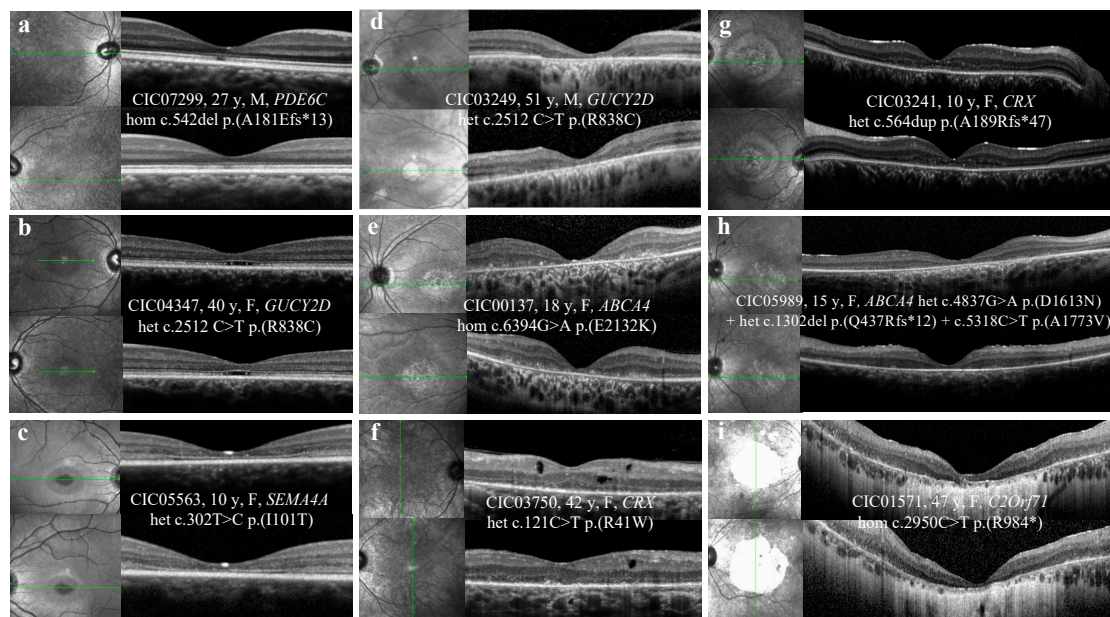 a
CIC07299, 27 y, M, PDE6C
hom c.542del p.(A181Efs*13)
d
CIC03249, 51 y, M, GUCY2D
het c.2512 C>T p.(R838C)
g
CIC03241, 10 y, F, CRX
het c.564dup p.(A189Rfs*47)
b
CIC04347, 40 y, F, GUCY2D
het c.2512 C>T p.(R838C)
e
CIC00137, 18 y, F, ABCA4
hom c.6394G>A p.(E2132K)
h
CIC05989, 15 y, F, ABCA4 het c.4837G>A p.(D1613N)
+ het c.1302del p.(Q437Rfs*12) + c.5318C>T p.(A1773V)
c
CIC05563, 10 y, F, SEMA4A
het c.302T>C p.(I101T)
f
CIC03750, 42 y, F, CRX
het c.121C>T p.(R41W)
i
CIC01571, 47 y, F, C2Orf71
hom c.2950C>T p.(R984*)